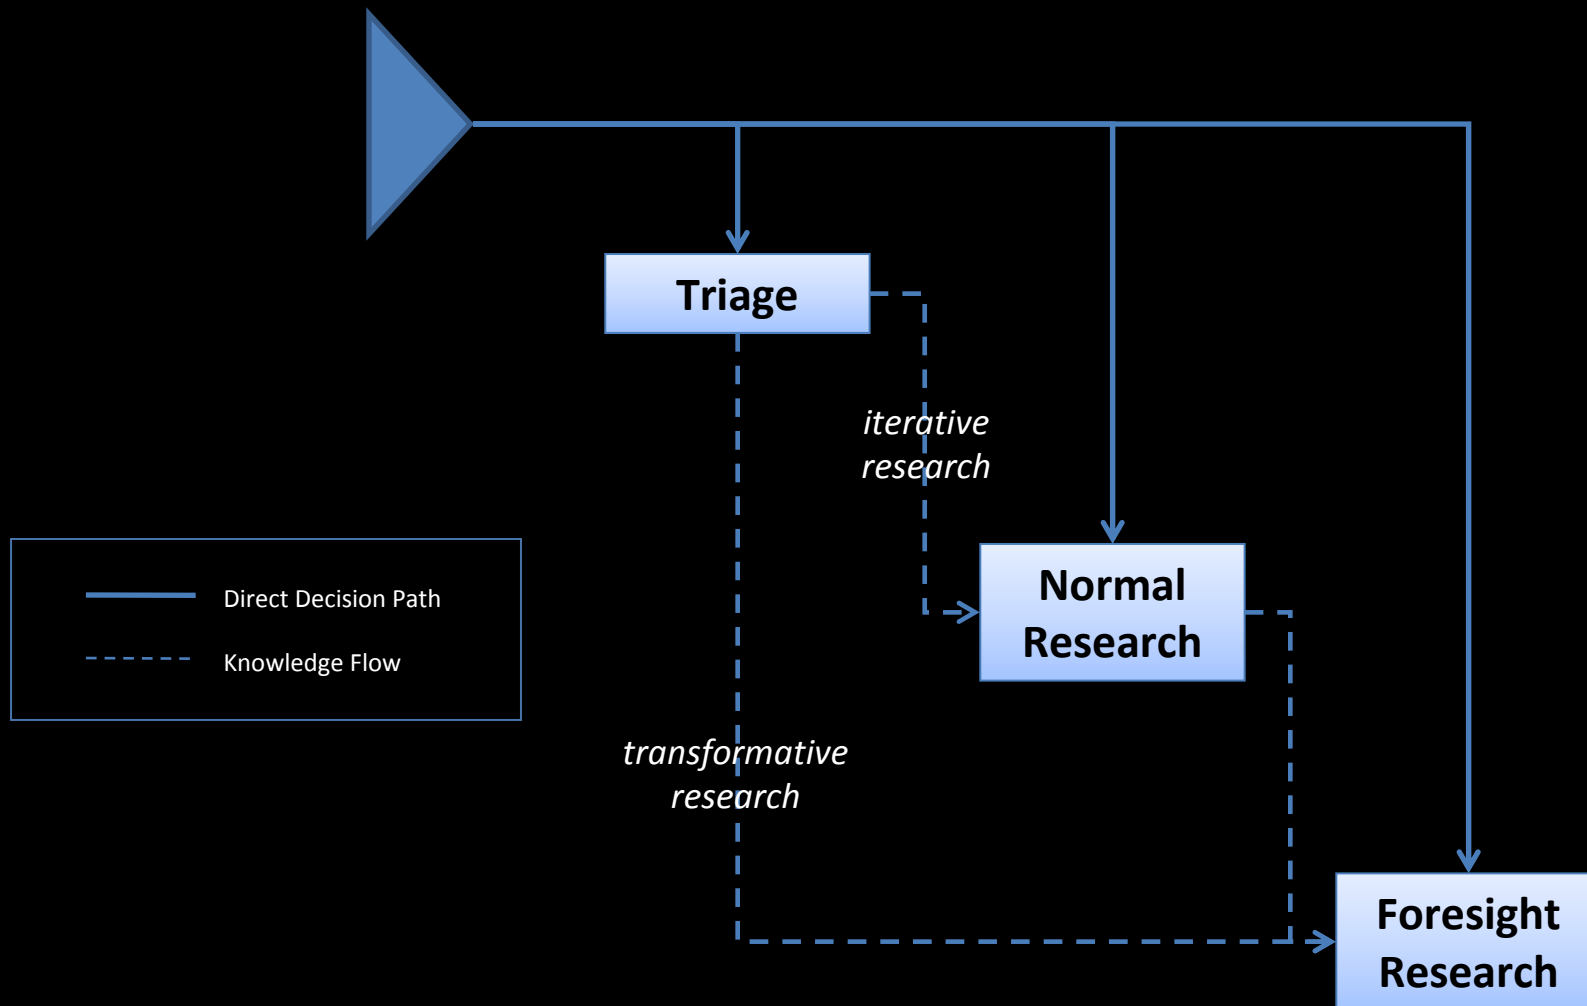 Triage
iterative
research
Normal
Research
Direct Decision Path
Knowledge Flow
transformative
research
Foresight
Research